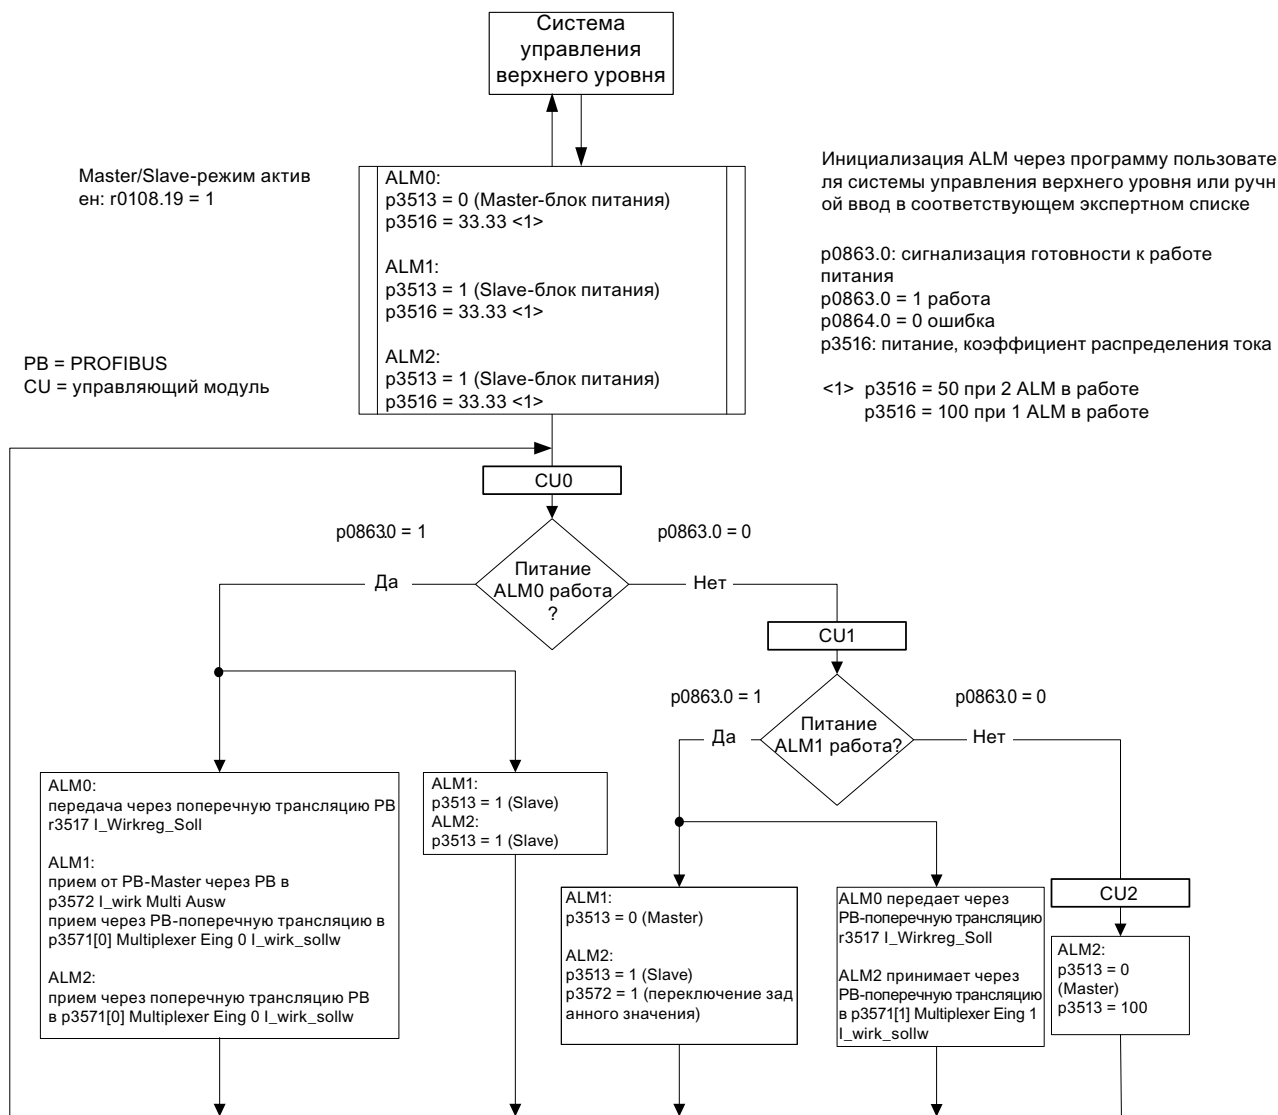 Система
управления
верхнего уровня
Master/Slave-режим актив
ен: r0108.19 = 1
PB = PROFIBUS
CU = управляющий модуль
ALM0:
p3513 = 0 (Master-блок питания)
p3516 = 33.33 <1>
ALM1:
p3513 = 1 (Slave-блок питания)
p3516 = 33.33 <1>
ALM2:
p3513 = 1 (Slave-блок питания)
p3516 = 33.33 <1>
Инициализация ALM через программу пользовате
ля системы управления верхнего уровня или ручн
ой ввод в соответствующем экспертном списке
p0863.0: сигнализация готовности к работе
питания
p0863.0 = 1 работа
p0864.0 = 0 ошибка
p3516: питание, коэффициент распределения тока
<1> p3516 = 50 при 2 ALM в работе
p3516 = 100 при 1 ALM в работе
CU0
p0863.0 = 1
p0863.0 = 0
Да
Питание
ALM0 работа
?
Нет
CU1
p0863.0 = 1
p0863.0 = 0
Да
Питание
ALM1 работа?
Нет
ALM0:
передача через поперечную трансляцию PB
r3517 I_Wirkreg_Soll
ALM1:
прием от PB-Master через PB в
p3572 I_wirk Multi Ausw
прием через PB-поперечную трансляцию в
p3571[0] Multiplexer Eing 0 I_wirk_sollw
ALM2:
прием через поперечную трансляцию PB
в p3571[0] Multiplexer Eing 0 I_wirk_sollw
ALM1:
p3513 = 1 (Slave)
ALM2:
p3513 = 1 (Slave)
ALM1:
p3513 = 0 (Master)
ALM2:
p3513 = 1 (Slave)
p3572 = 1 (переключение зад
анного значения)
ALM0 передает через
PB-поперечную трансляцию
r3517 I_Wirkreg_Soll
ALM2 принимает через
PB-поперечную трансляцию
в p3571[1] Multiplexer Eing 1
I_wirk_sollw
CU2
ALM2:
p3513 = 0
(Master)
p3513 = 100